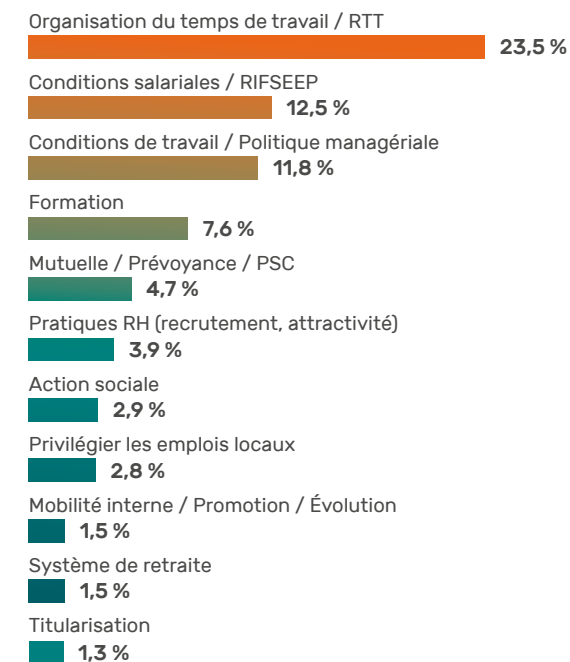 Organisation du temps de travail / RTT
23,5 %
Conditions salariales / RIFSEEP
12,5 %
Conditions de travail / Politique managériale
11,8 %
Formation
7,6 %
Mutuelle / Prévoyance / PSC
4,7 %
Pratiques RH (recrutement, attractivité)
3,9 %
Action sociale
2,9 %
Privilégier les emplois locaux
2,8 %
Mobilité interne / Promotion / Évolution
1,5 %
Système de retraite
1,5 %
Titularisation
1,3 %